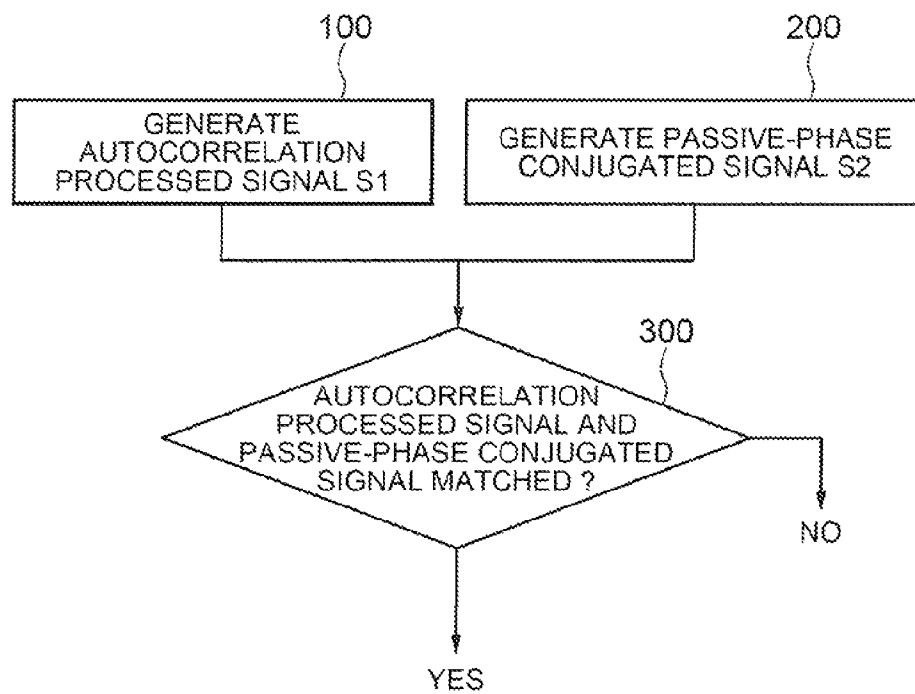 100
200
GENERATE
AUTOCORRELATION
PROCESSED SIGNAL S1
GENERATE PASSIVE-PHASE
CONJUGATED SIGNAL S2
300
AUTOCORRELATION
PROCESSED SIGNAL AND
PASSIVE-PHASE CONJUGATED
SIGNAL MATCHED ?
NO
YES